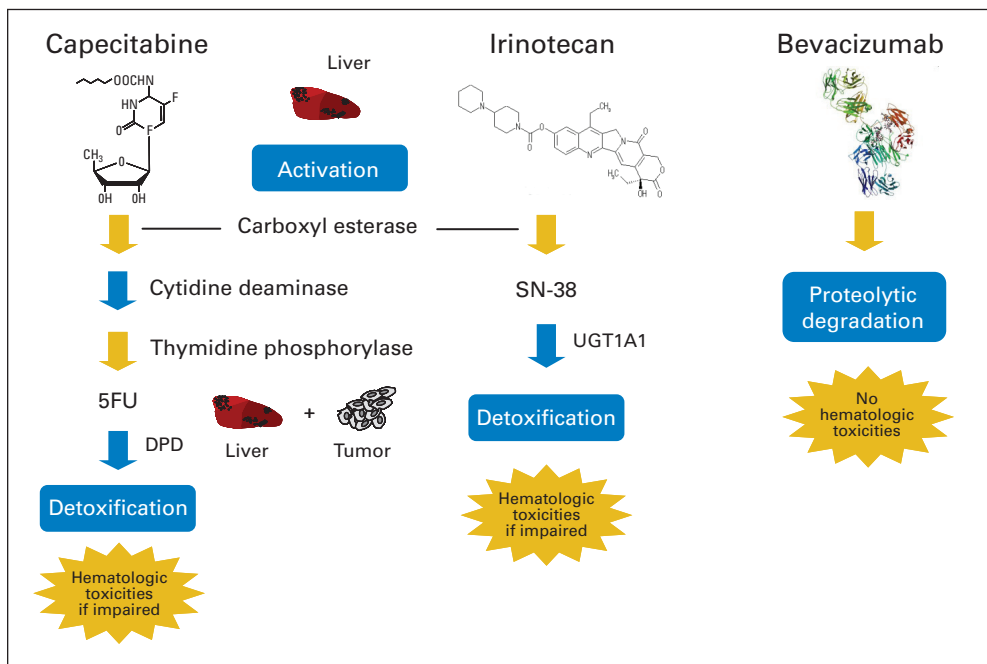 Capecitabine
Irinotecan
Bevacizumab
Liver
OOCHN
F
HN
O
F
CH₃
O
OH
OH
Activation
N
N
O
O
N
CH₃
N
O
O
O
H₃C
OH
Carboxyl esterase
Cytidine deaminase
Thymidine phosphorylase
5FU
DPD
Detoxification
Hematologic
toxicities
if impaired
Liver
+
Tumor
SN-38
UGT1A1
Detoxification
Hematologic
toxicities
if impaired
Proteolytic
degradation
No
hematologic
toxicities